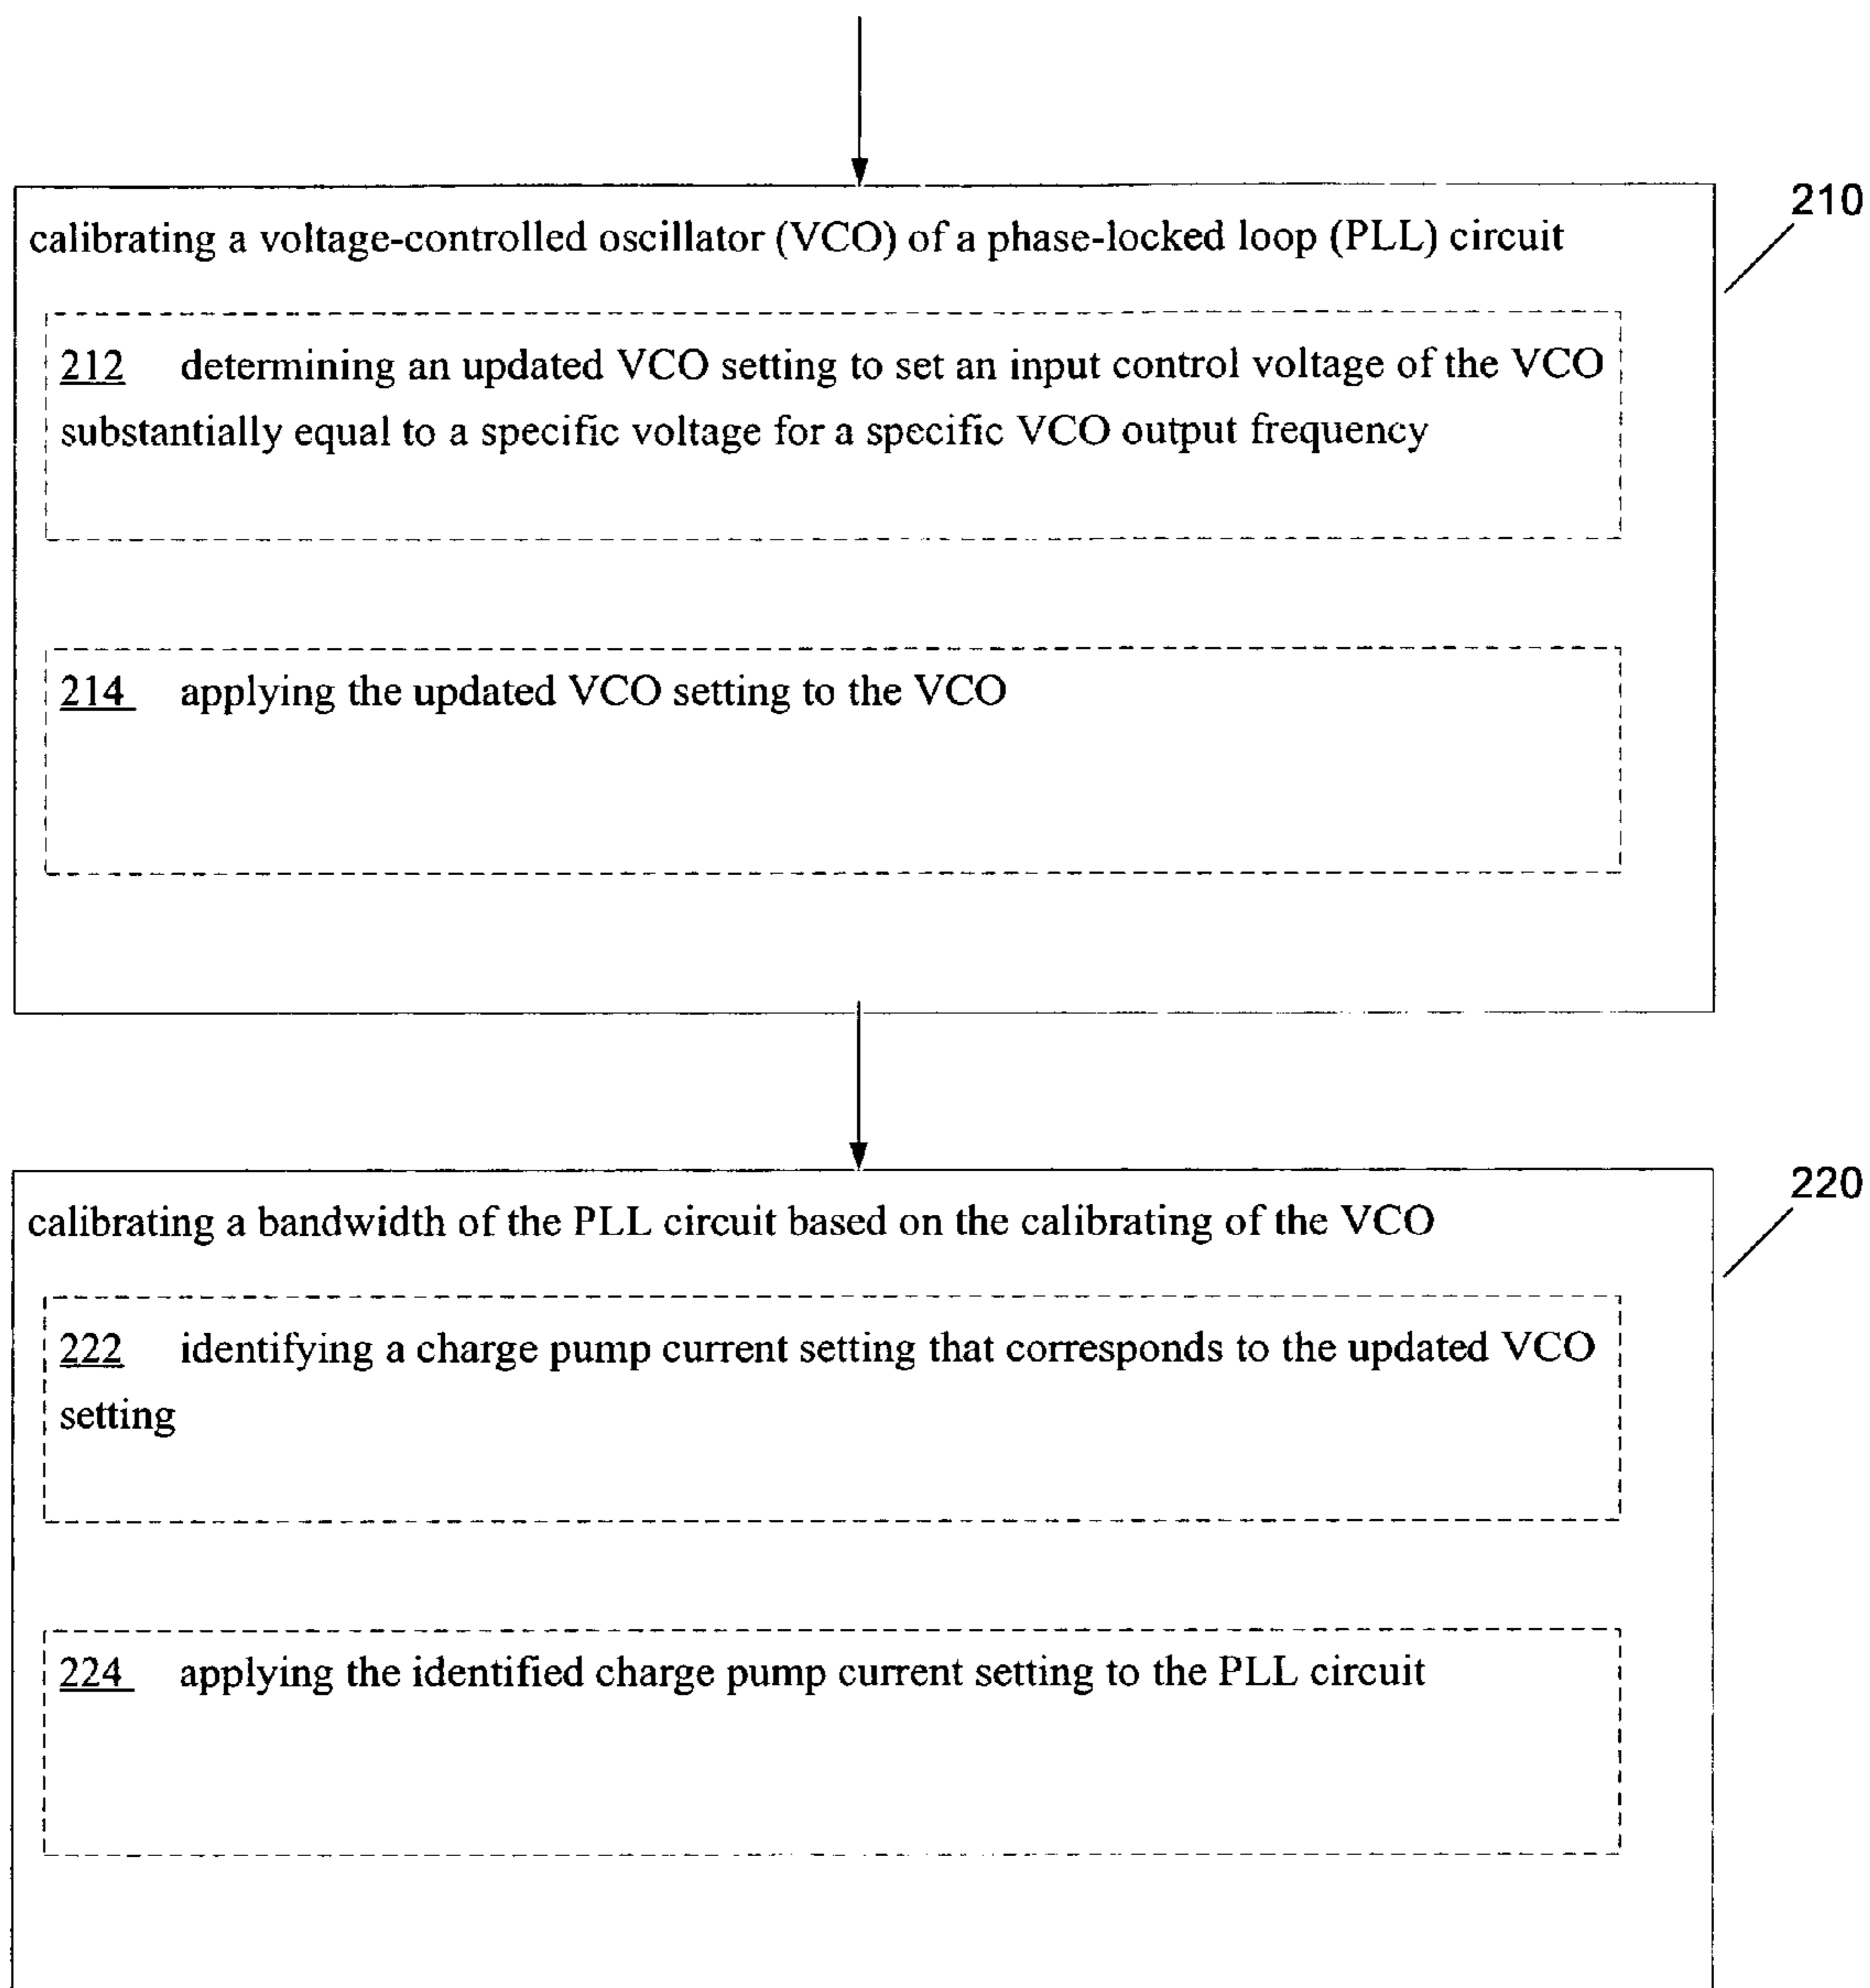 210
calibrating a voltage-controlled oscillator (VCO) of a phase-locked loop (PLL) circuit
212 determining an updated VCO setting to set an input control voltage of the VCO
substantially equal to a specific voltage for a specific VCO output frequency
214 applying the updated VCO setting to the VCO
220
calibrating a bandwidth of the PLL circuit based on the calibrating of the VCO
222 identifying a charge pump current setting that corresponds to the updated VCO
setting
224 applying the identified charge pump current setting to the PLL circuit